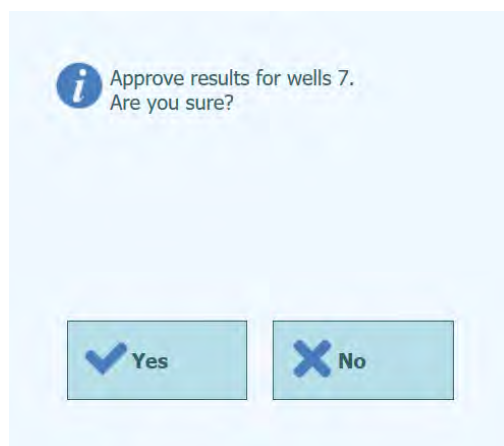 Approve results for wells 7.
Are you sure?
Yes
No